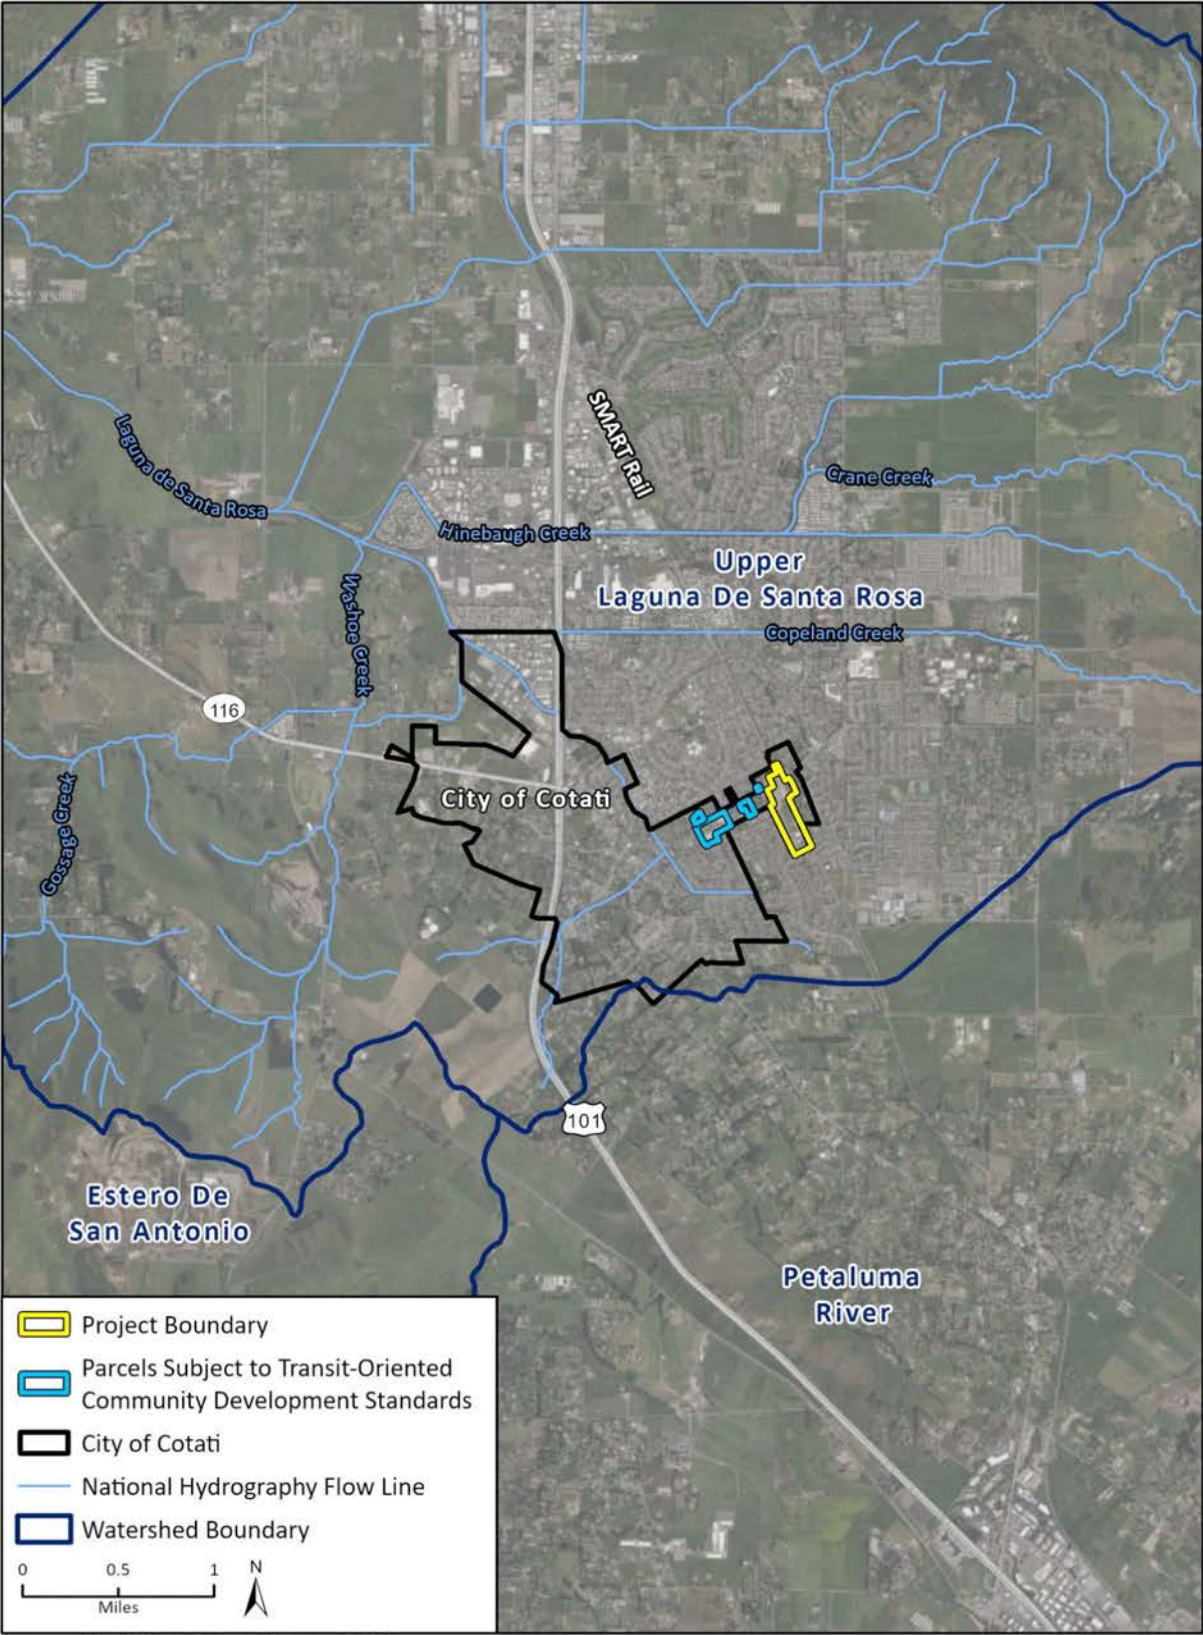 SMART Rail
Laguna de Santa Rosa
Crane Creek
Hinebaugh Creek
Upper
Laguna De Santa Rosa
Washoe Creek
Copeland Creek
116
Gossage Creek
City of Cotati
101
Estero De
San Antonio
Petaluma
River
Project Boundary
Parcels Subject to Transit-Oriented
Community Development Standards
City of Cotati
National Hydrography Flow Line
Watershed Boundary
0 0.5 1
Miles
N